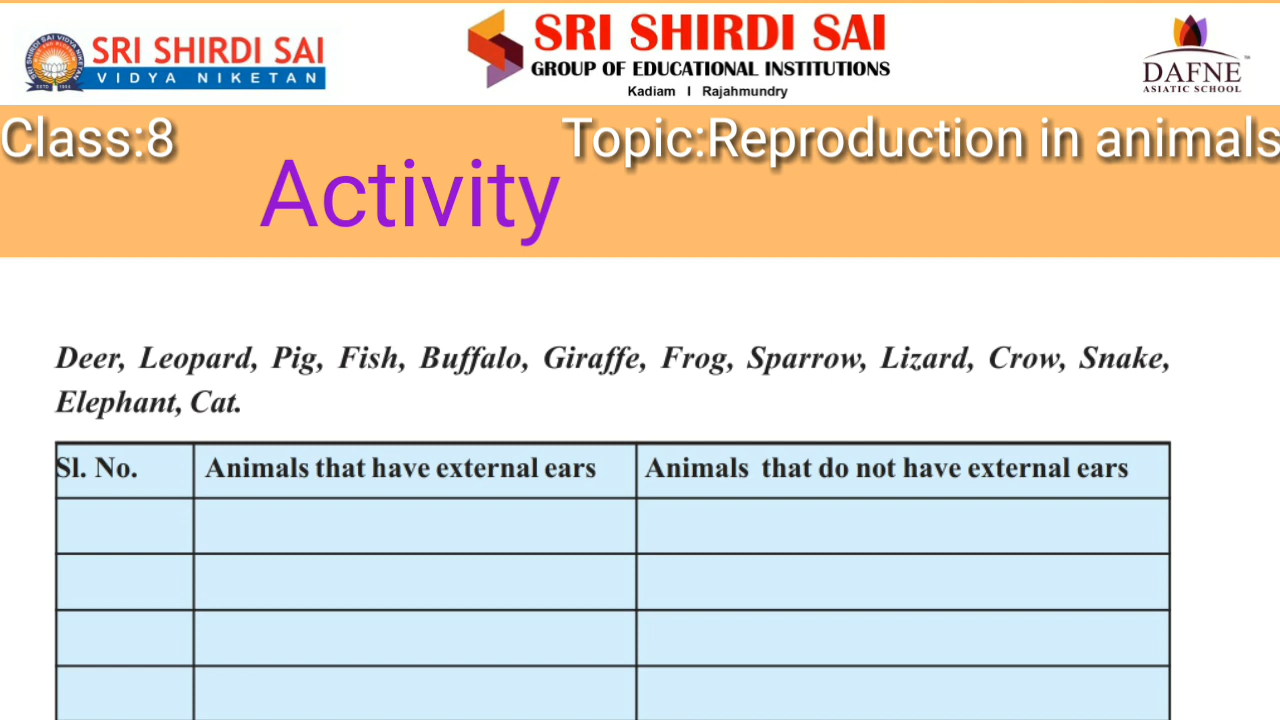 SRI SHIRDI SAI
VIDYA NIKETAN
SRI SHIRDI SAI
GROUP OF EDUCATIONAL INSTITUTIONS
Kadiam I Rajahmundry
DAFNE
ASIATIC SCHOOL
Class:8
Topic:Reproduction in animals
Activity
Deer, Leopard, Pig, Fish, Buffalo, Giraffe, Frog, Sparrow, Lizard, Crow, Snake,
Elephant, Cat.
Sl. No. Animals that have external ears Animals that do not have external ears